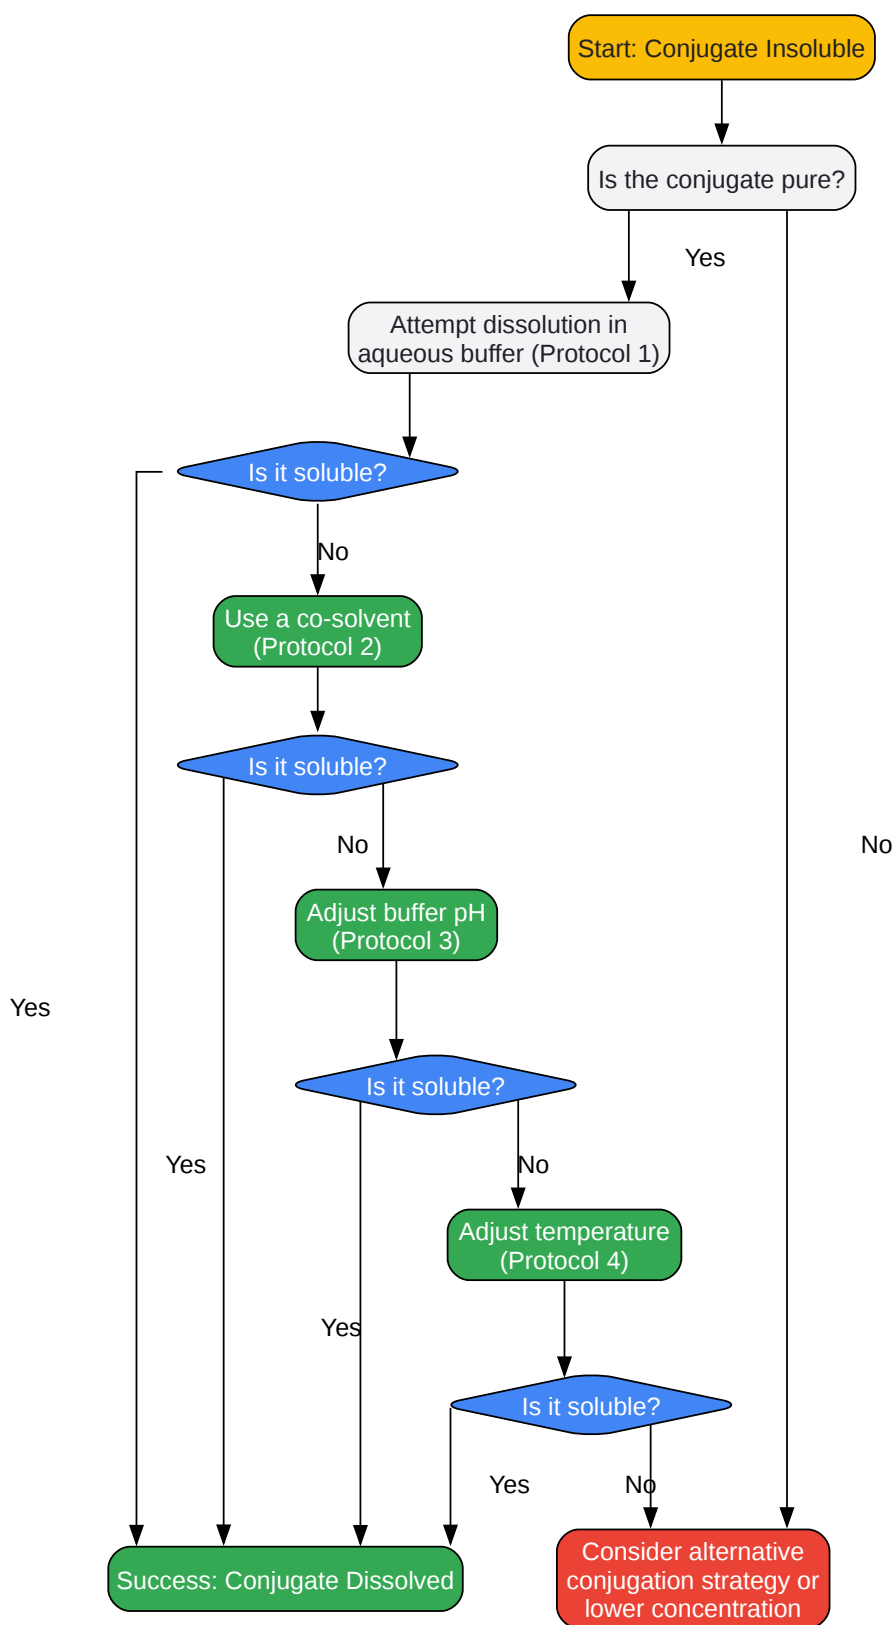 Start: Conjugate Insoluble
Is the conjugate pure?
Yes
Attempt dissolution in
aqueous buffer (Protocol 1)
Is it soluble?
No
Use a co-solvent
(Protocol 2)
Is it soluble?
No
No
Adjust buffer pH
(Protocol 3)
Yes
Is it soluble?
Yes
No
Adjust temperature
(Protocol 4)
Yes
Is it soluble?
Yes
No
Success: Conjugate Dissolved
Consider alternative
conjugation strategy or
lower concentration